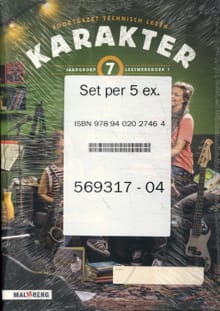 VOORTGEZET TECHNISCH LEZEN
KARAKTER
JAARGROEP 7 LEESWERKBOEK 1
Set per 5 ex.
ISBN 978 94 020 2746 4
569317 - 04
MALMBERG